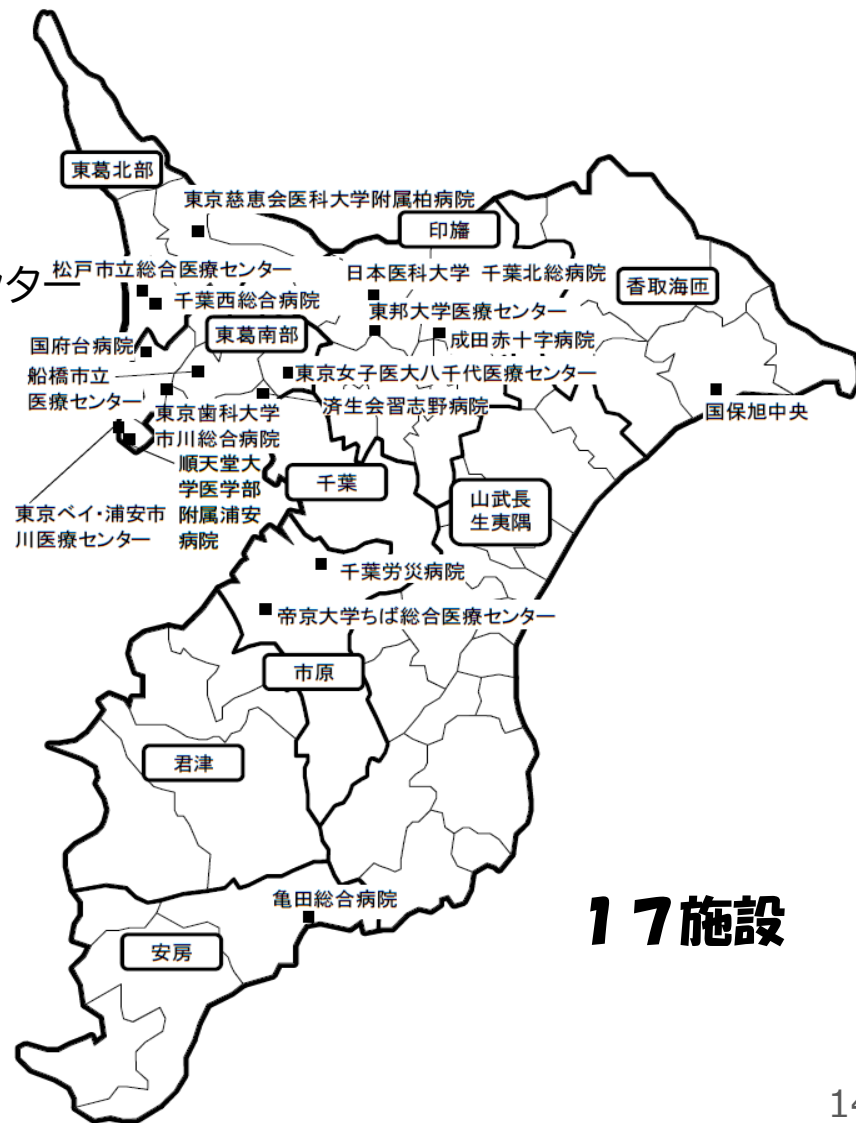 東葛北部
東京慈恵会医科大学附属柏病院
印旛
ンター
松戸市立総合医療センター
日本医科大学 千葉北総病院
香取海匝
千葉西総合病院
東邦大学医療センター
東葛南部
国府台病院
成田赤十字病院
船橋市立
医療センター
東京女子医大八千代医療センター
済生会習志野病院
国保旭中央
東京歯科大学
市川総合病院
順天堂大
学医学部
附属浦安
病院
千葉
山武長
生夷隅
東京ベイ・浦安市
川医療センター
千葉労災病院
帝京大学ちば総合医療センター
市原
君津
亀田総合病院
17施設
安房
14